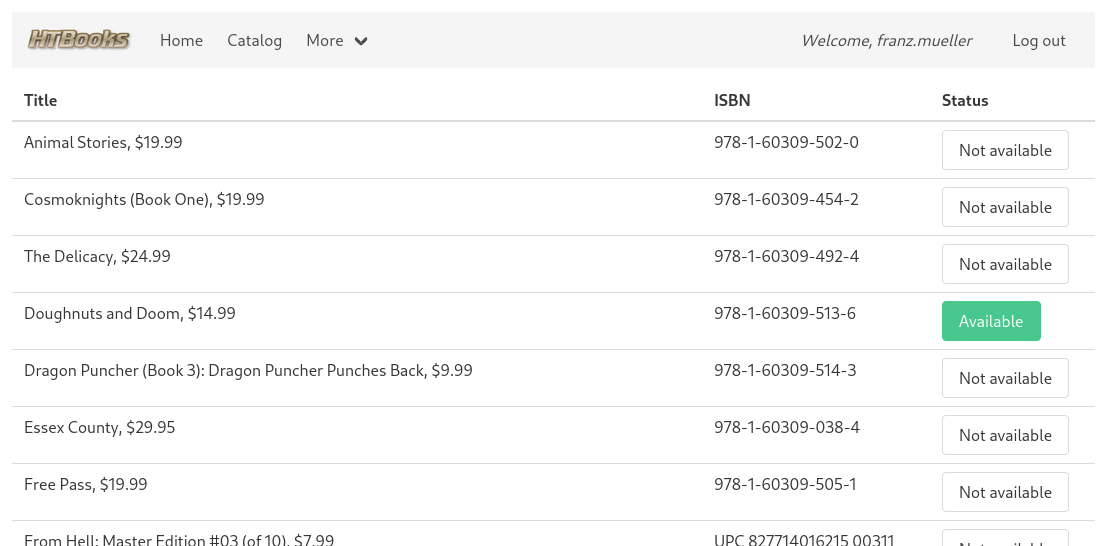 HTBooks Home Catalog More Welcome, franz.mueller Log out
Title ISBN Status
Animal Stories, $19.99 978-1-60309-502-0 Not available
Cosmoknights (Book One), $19.99 978-1-60309-454-2 Not available
The Delicacy, $24.99 978-1-60309-492-4 Not available
Doughnuts and Doom, $14.99 978-1-60309-513-6 Available
Dragon Puncher (Book 3): Dragon Puncher Punches Back, $9.99 978-1-60309-514-3 Not available
Essex County, $29.95 978-1-60309-038-4 Not available
Free Pass, $19.99 978-1-60309-505-1 Not available
From Hell: Master Edition #03 (of 10), $7.99 UPC 827714016215 00311